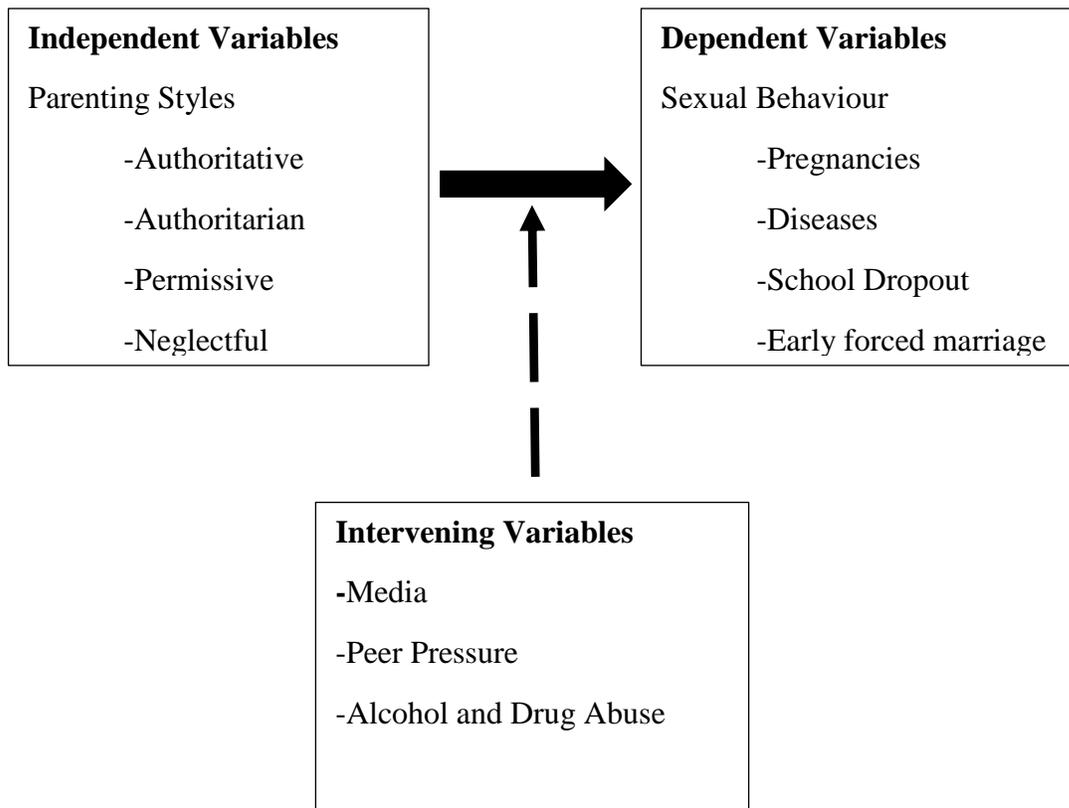 Independent Variables
Parenting Styles
-Authoritative
-Authoritarian
-Permissive
-Neglectful
Dependent Variables
Sexual Behaviour
-Pregnancies
-Diseases
-School Dropout
-Early forced marriage
Intervening Variables
-Media
-Peer Pressure
-Alcohol and Drug Abuse